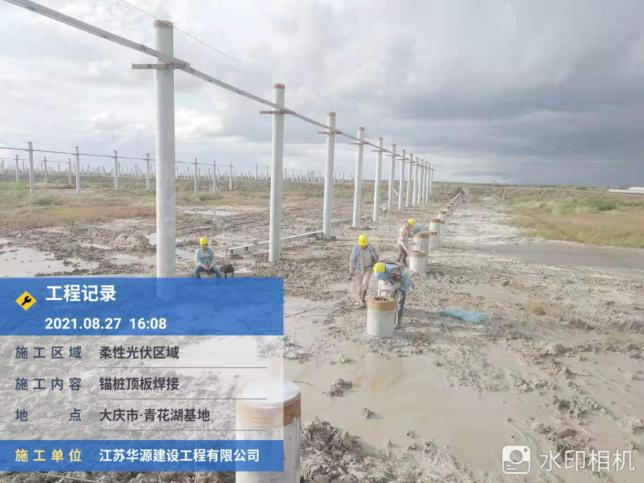 工程记录
2021.08.27 16:08
施工区域 柔性光伏区域
施工内容 锚桩顶板焊接
地点 大庆市·青花湖基地
施工单位 江苏华源建设工程有限公司
水印相机